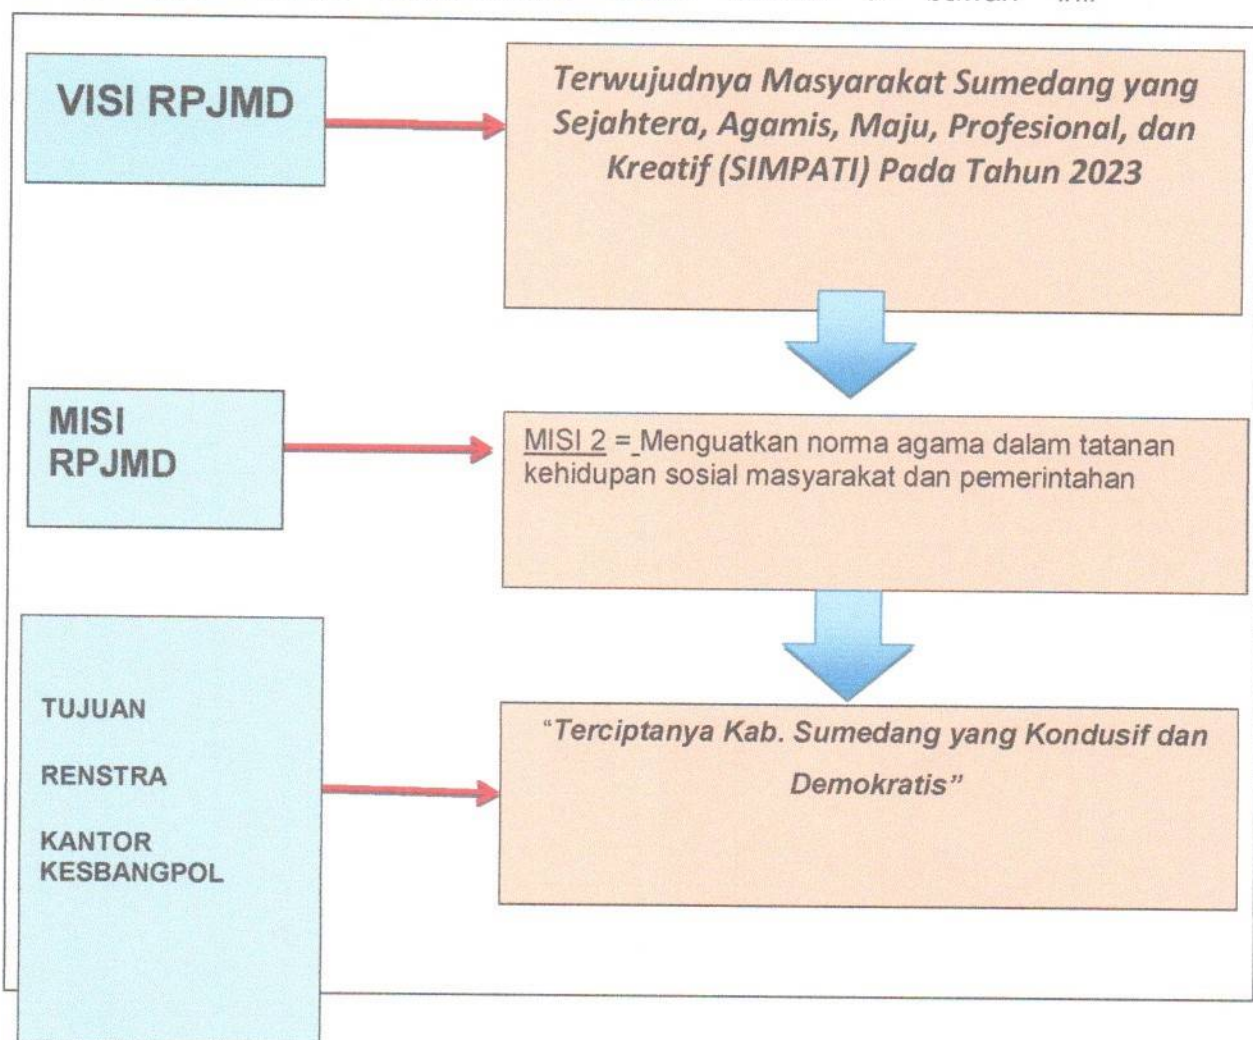 VISI RPJMD
Terwujudnya Masyarakat Sumedang yang
Sejahtera, Agamis, Maju, Profesional, dan
Kreatif (SIMPATI) Pada Tahun 2023
MISI
RPJMD
MISI 2 = Menguatkan norma agama dalam tatanan
kehidupan sosial masyarakat dan pemerintahan
TUJUAN
RENSTRA
KANTOR
KESBANGPOL
“Terciptanya Kab. Sumedang yang Kondusif dan
Demokratis”